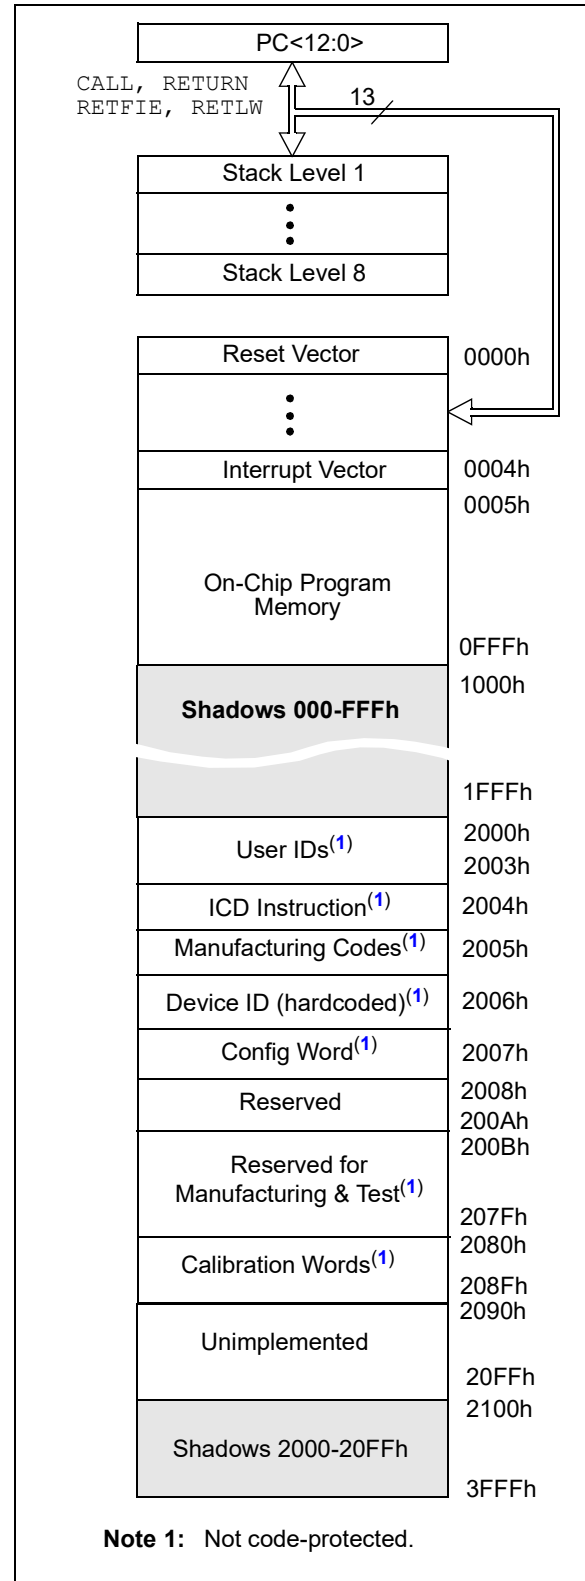 PC<12:0>
CALL, RETURN
RETFIE, RETLW
13
Stack Level 1
Stack Level 8
Reset Vector
0000h
Interrupt Vector
0004h
0005h
On-Chip Program
Memory
0FFFh
1000h
Shadows 000-FFFh
1FFFh
2000h
User IDs(1)
2003h
ICD Instruction(1)
2004h
Manufacturing Codes(1)
2005h
Device ID (hardcoded)(1)
2006h
Config Word(1)
2007h
2008h
Reserved
200Ah
200Bh
Reserved for
Manufacturing & Test(1)
207Fh
2080h
Calibration Words(1)
208Fh
2090h
Unimplemented
20FFh
2100h
Shadows 2000-20FFh
3FFFh
Note 1: Not code-protected.